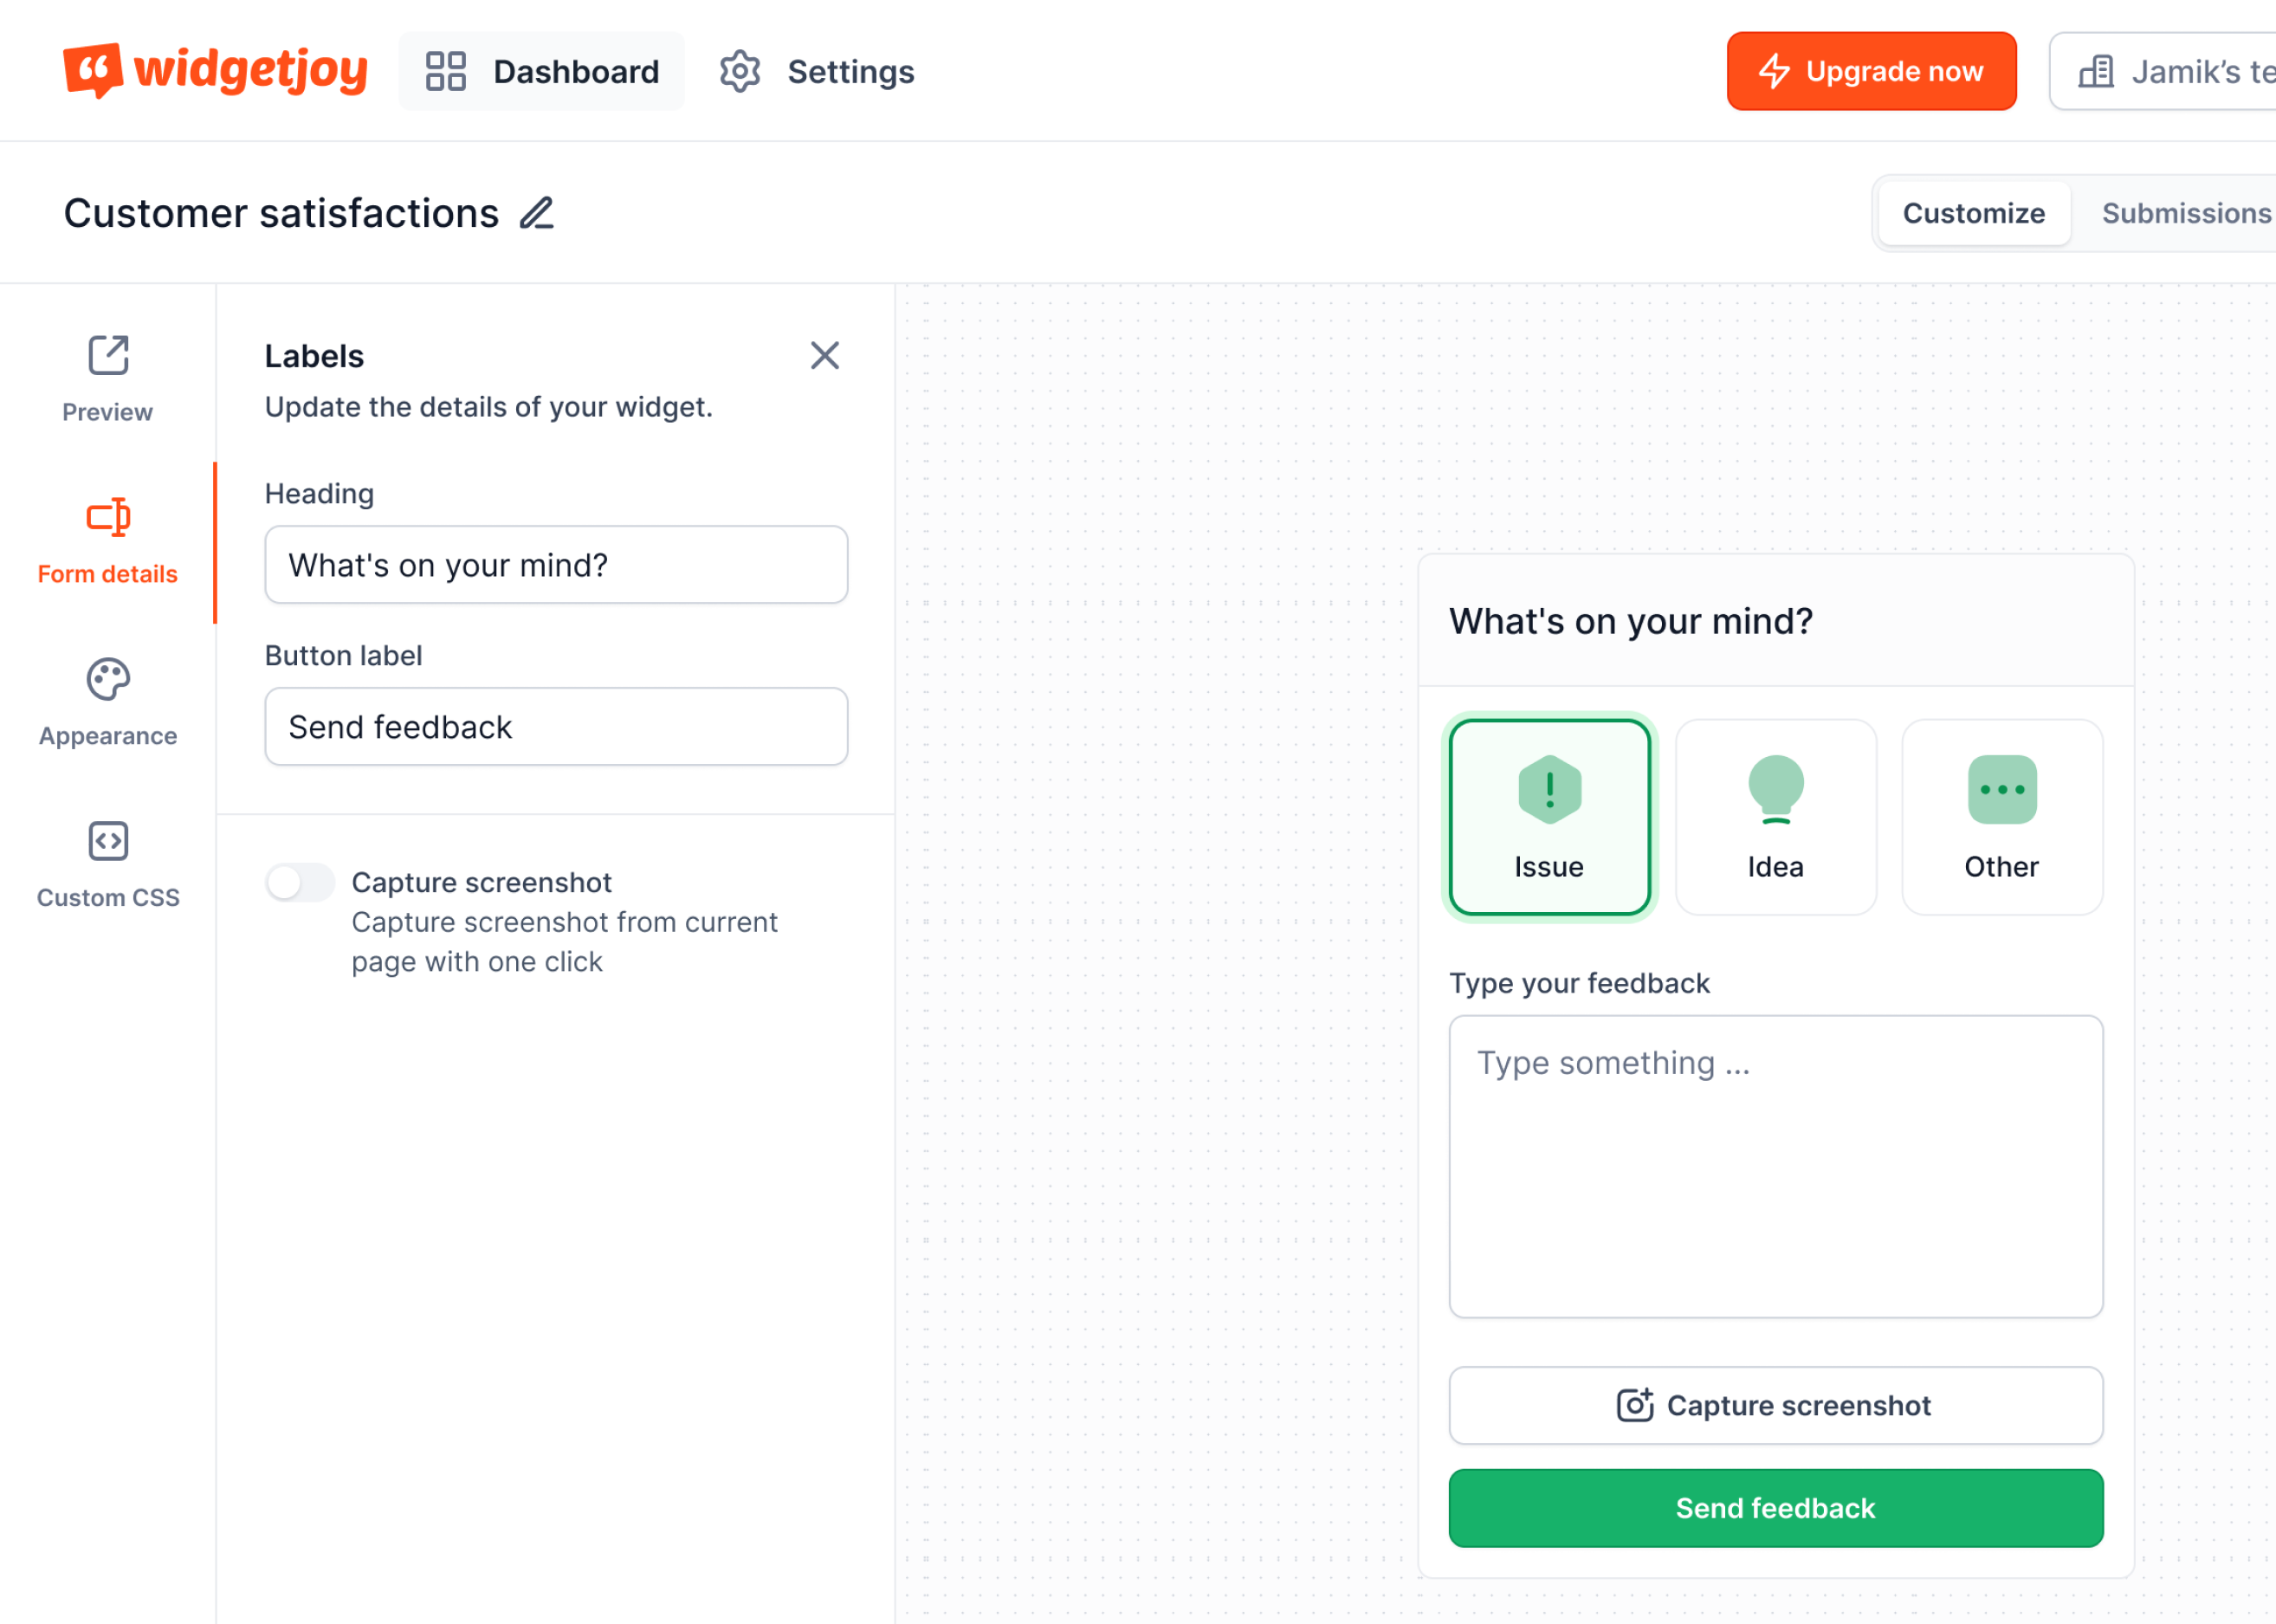 widgetjoy
Dashboard
Settings
Upgrade now
Jamik’s te
Customer satisfactions
Customize
Submissions
Preview
Form details
Appearance
Custom CSS
Labels
Update the details of your widget.
Heading
What's on your mind?
Button label
Send feedback
Capture screenshot
Capture screenshot from current
page with one click
What's on your mind?
Issue
Idea
Other
Type your feedback
Type something ...
Capture screenshot
Send feedback